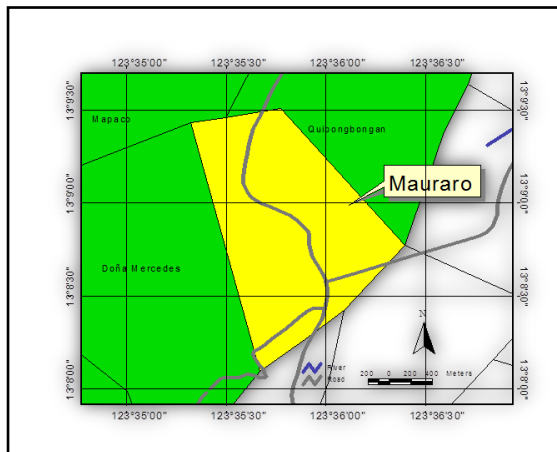 123°35'00" 123°35'30" 123°36'00" 123°36'30"
13°9'30" 13°9'30"
Mapaco
Quibongbongan
Mauraro
13°9'00" 13°9'00"
Doña Mercedes
13°8'30" 13°8'30"
N
River
Road
200 0 200 400 Meters
13°8'00" 13°8'00"
123°35'00" 123°35'30" 123°36'00" 123°36'30"